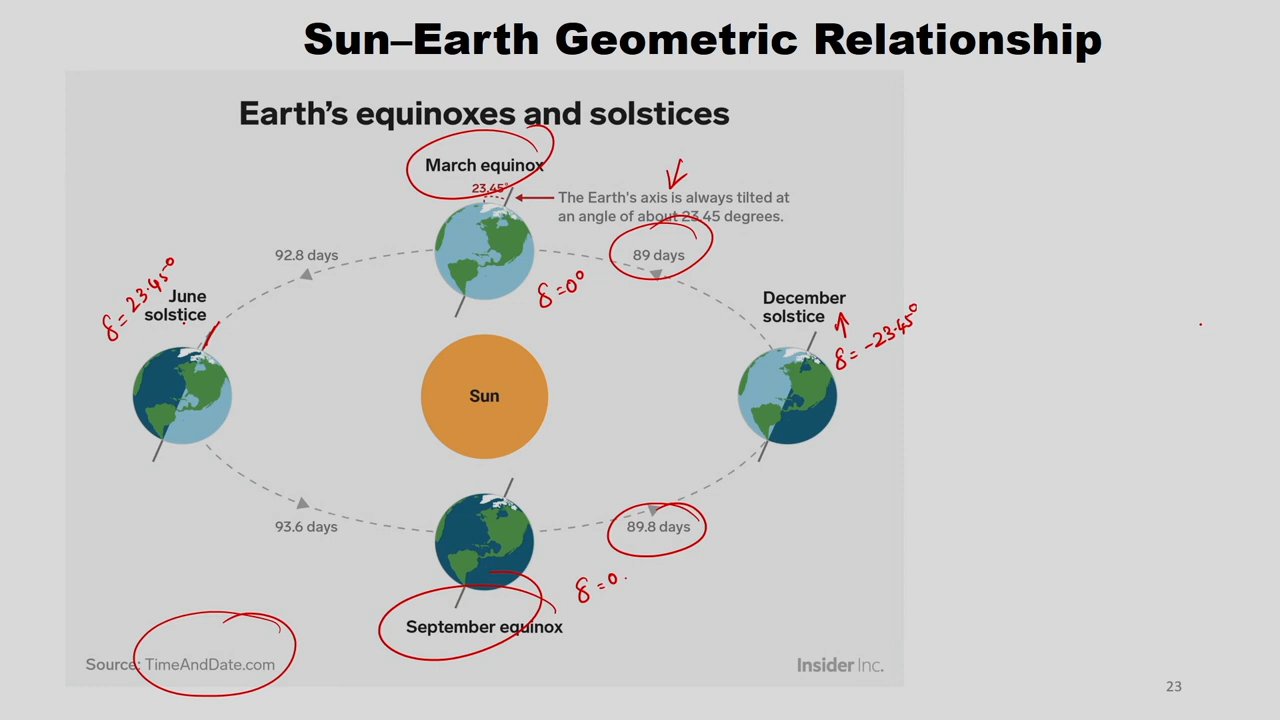 Sun–Earth Geometric Relationship
Earth's equinoxes and solstices
March equinox
23.45°
The Earth's axis is always tilted at
an angle of about 23.45 degrees.
92.8 days
89 days
δ = 23.45°
June
solstice
δ = 0°
December
solstice
δ = -23.45°
Sun
93.6 days
89.8 days
δ = 0.
September equinox
Source: TimeAndDate.com
Insider Inc.
23